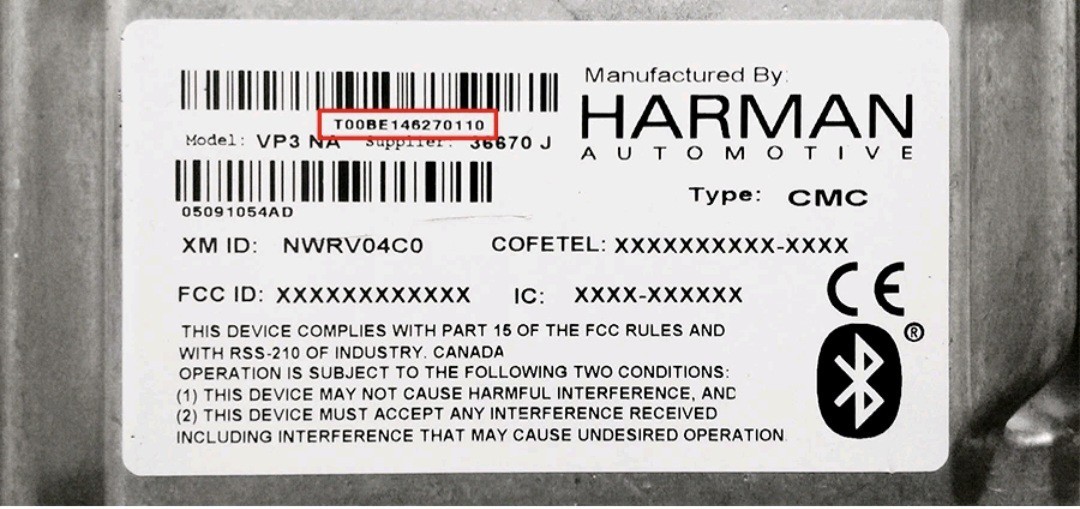 Manufactured By:
HARMAN
AUTOMOTIVE
T00BE146270110
Model: VP3 NA Supplier: 36670 J
Type: CMC
05091054AD
XM ID: NWRV04C0 COFETEL: XXXXXXXXXX-XXXX
FCC ID: XXXXXXXXXXXX IC: XXXX-XXXXXX
CE
THIS DEVICE COMPLIES WITH PART 15 OF THE FCC RULES AND
WITH RSS-210 OF INDUSTRY. CANADA
OPERATION IS SUBJECT TO THE FOLLOWING TWO CONDITIONS:
(1) THIS DEVICE MAY NOT CAUSE HARMFUL INTERFERENCE, AND
(2) THIS DEVICE MUST ACCEPT ANY INTERFERENCE RECEIVED
INCLUDING INTERFERENCE THAT MAY CAUSE UNDESIRED OPERATION
®